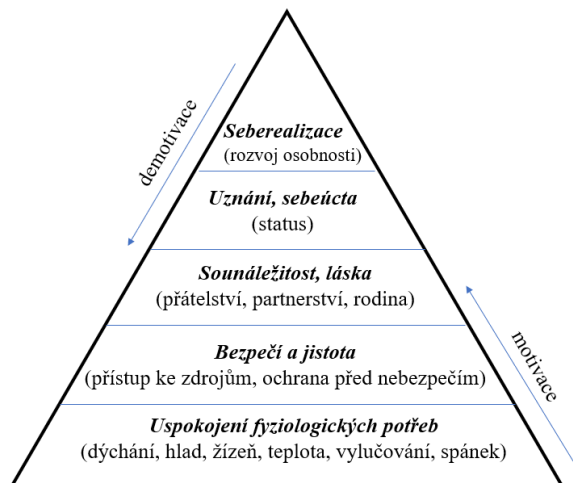 demotivace
Seberealizace
(rozvoj osobnosti)
Uznání, sebeúcta
(status)
Sounáležitost, láska
(přátelství, partnerství, rodina)
motivace
Bezpečí a jistota
(přístup ke zdrojům, ochrana před nebezpečím)
Uspokojení fyziologických potřeb
(dýchání, hlad, žízeň, teplota, vylučování, spánek)